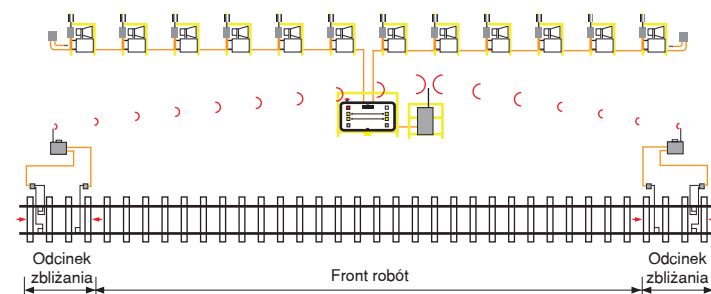 Odcinek
zbliżania
Front robót
Odcinek
zbliżania